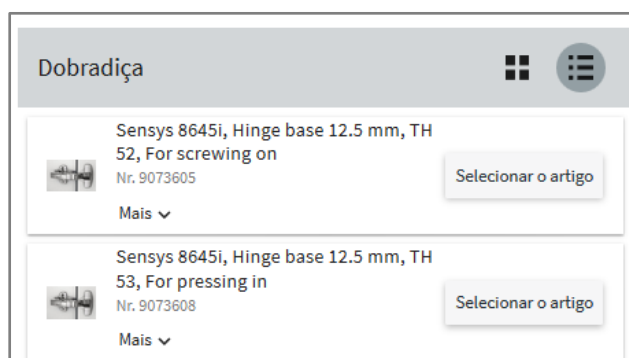 Dobradiça
Sensys 8645i, Hinge base 12.5 mm, TH
52, For screwing on
Nr. 9073605
Selecionar o artigo
Mais
Sensys 8645i, Hinge base 12.5 mm, TH
53, For pressing in
Nr. 9073608
Selecionar o artigo
Mais